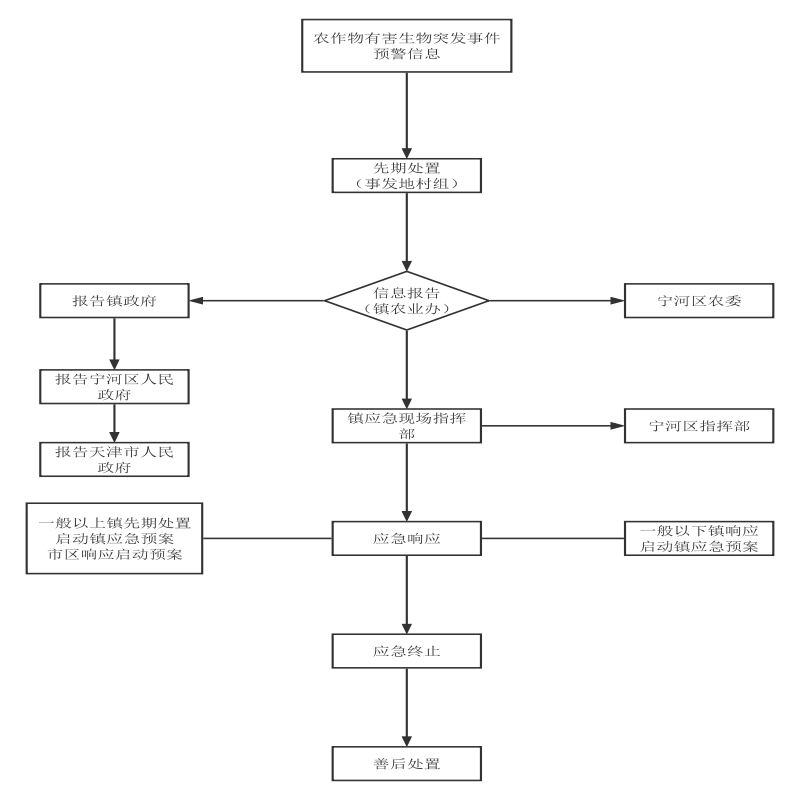 农作物有害生物突发事件
预警信息
先期处置
（事发地村组）
报告镇政府
信息报告
（镇农业办）
宁河区农委
报告宁河区人民
政府
镇应急现场指挥
部
宁河区指挥部
报告天津市人民
政府
一般以上镇先期处置
启动镇应急预案
市区响应启动预案
应急响应
一般以下镇响应
启动镇应急预案
应急终止
善后处置